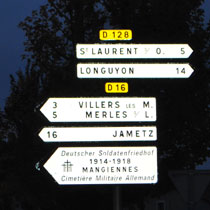 D 128
ST LAURENT S/ O. 5
LONGUYON 14
D 16
3 VILLERS LES M.
5 MERLES S/ L.
16 JAMETZ
Deutscher Soldatenfriedhof
1914-1918
MANGIENNES
Cimetière Militaire Allemand